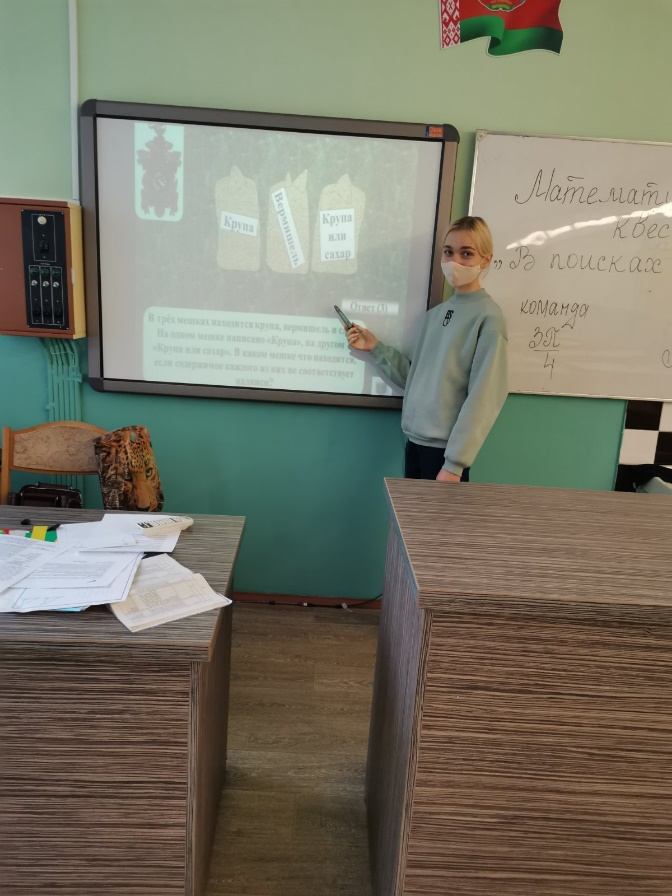 Крупа
Вермишель
Крупа
или
сахар
Ответ (3)
В трёх мешках находится крупа, вермишель и
На одном мешке написано «Крупа», на другом
«Крупа или сахар». В каком мешке что находится,
если содержимое каждого из них не соответствует
надписи?
Математи
квес
„В поисках
команда
3π
4